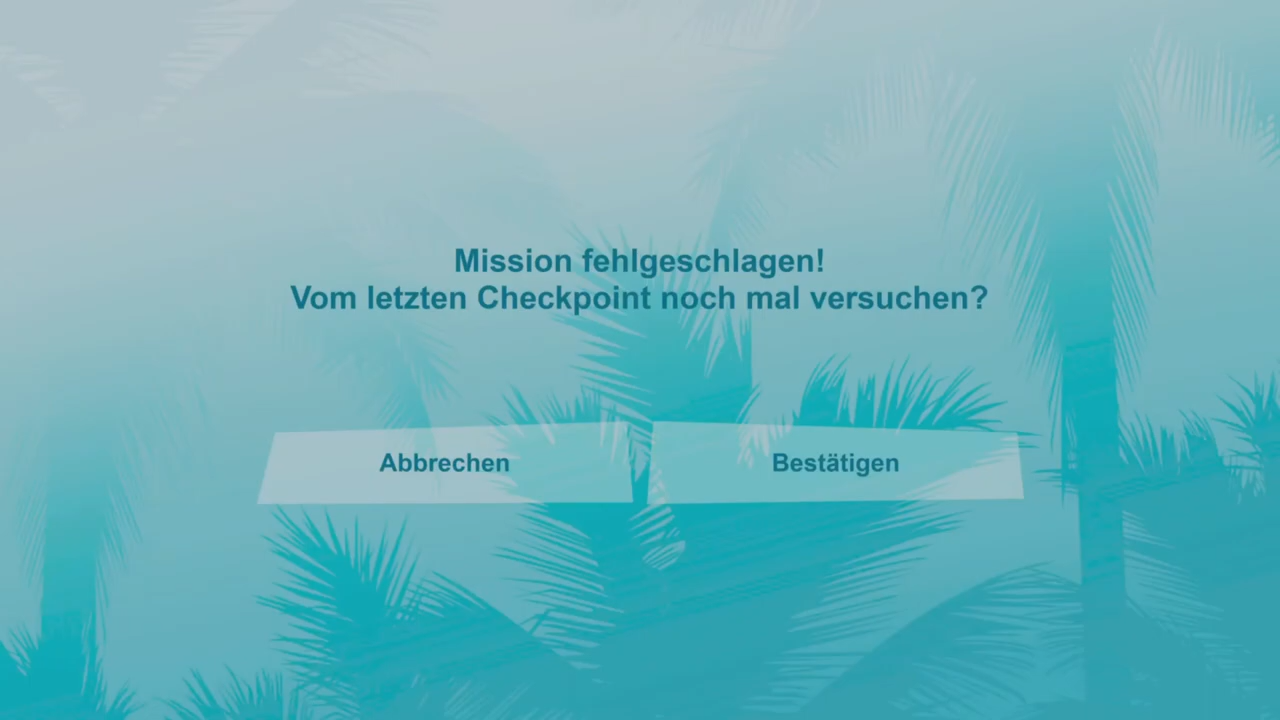 Mission fehlgeschlagen!
Vom letzten Checkpoint noch mal versuchen?
Abbrechen
Bestätigen